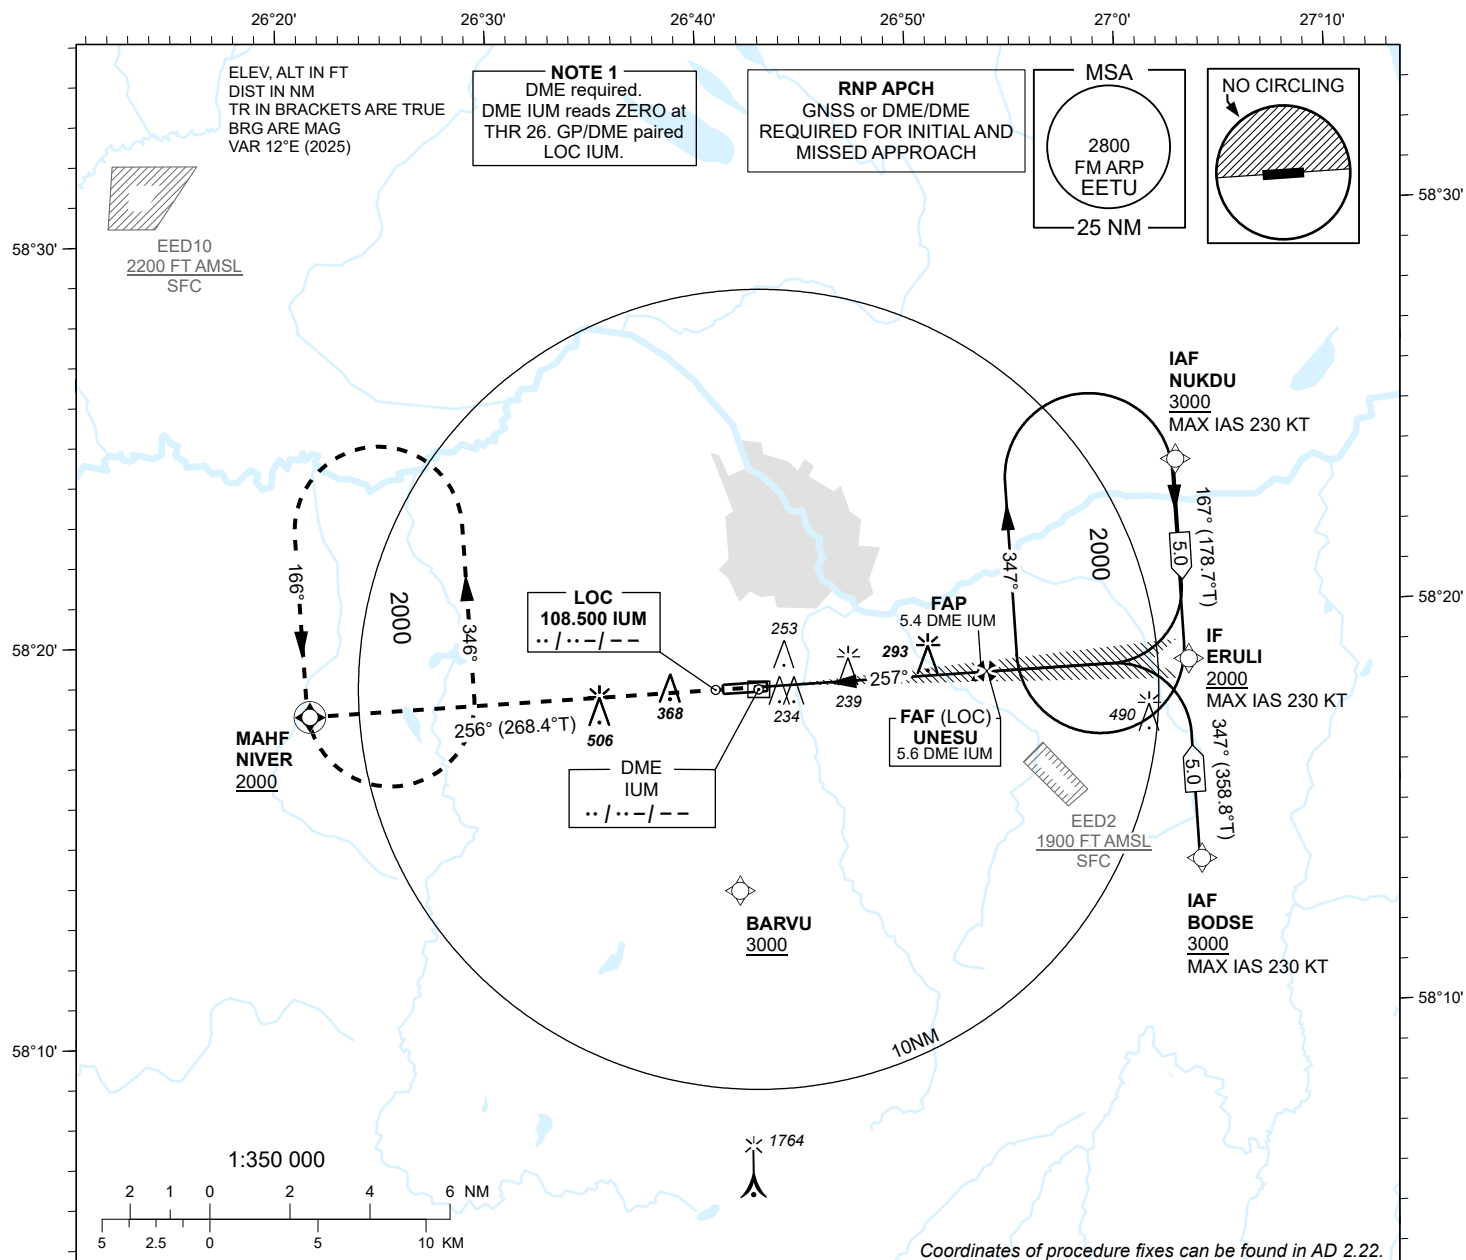 26°20'
26°30'
26°40'
26°50'
27°0'
27°10'
ELEV, ALT IN FT
DIST IN NM
TR IN BRACKETS ARE TRUE
BRG ARE MAG
VAR 12°E (2025)
NOTE 1
DME required.
DME IUM reads ZERO at
THR 26. GP/DME paired
LOC IUM.
RNP APCH
GNSS or DME/DME
REQUIRED FOR INITIAL AND
MISSED APPROACH
MSA
2800
FM ARP
EETU
25 NM
NO CIRCLING
58°30'
58°30'
EED10
2200 FT AMSL
SFC
IAF
NUKDU
3000
MAX IAS 230 KT
167° (178.7°T)
5.0
2000
347°
166°
2000
346°
LOC
108.500 IUM
·· / ·· – / – –
253
FAP
5.4 DME IUM
293
58°20'
58°20'
IF
ERULI
2000
MAX IAS 230 KT
257°
239
234
368
506
256° (268.4°T)
490
FAF (LOC)
UNESU
5.6 DME IUM
MAHF
NIVER
2000
DME
IUM
·· / ·· – / – –
347° (358.8°T)
5.0
EED2
1900 FT AMSL
SFC
IAF
BODSE
3000
MAX IAS 230 KT
BARVU
3000
58°10'
58°10'
10NM
1764
1:350 000
2 1 0 2 4 6 NM
5 2.5 0 5 10 KM
Coordinates of procedure fixes can be found in AD 2.22.